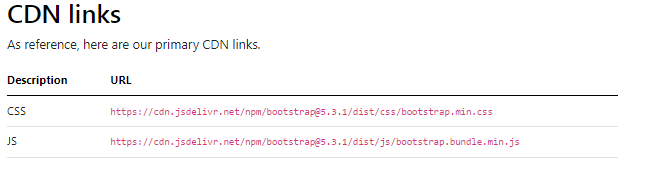 CDN links
As reference, here are our primary CDN links.
Description URL
CSS https://cdn.jsdelivr.net/npm/bootstrap@5.3.1/dist/css/bootstrap.min.css
JS https://cdn.jsdelivr.net/npm/bootstrap@5.3.1/dist/js/bootstrap.bundle.min.js